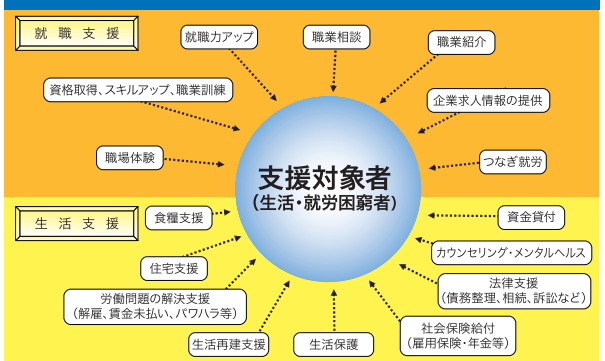 就職支援
就職力アップ
職業相談
職業紹介
資格取得、スキルアップ、職業訓練
企業求人情報の提供
職場体験
つなぎ就労
支援対象者
(生活・就労困窮者)
生活支援
食糧支援
資金貸付
住宅支援
カウンセリング・メンタルヘルス
労働問題の解決支援
(解雇、賃金未払い、パワハラ等)
法律支援
(債務整理、相続、訴訟など)
生活再建支援
生活保護
社会保険給付
(雇用保険・年金等)